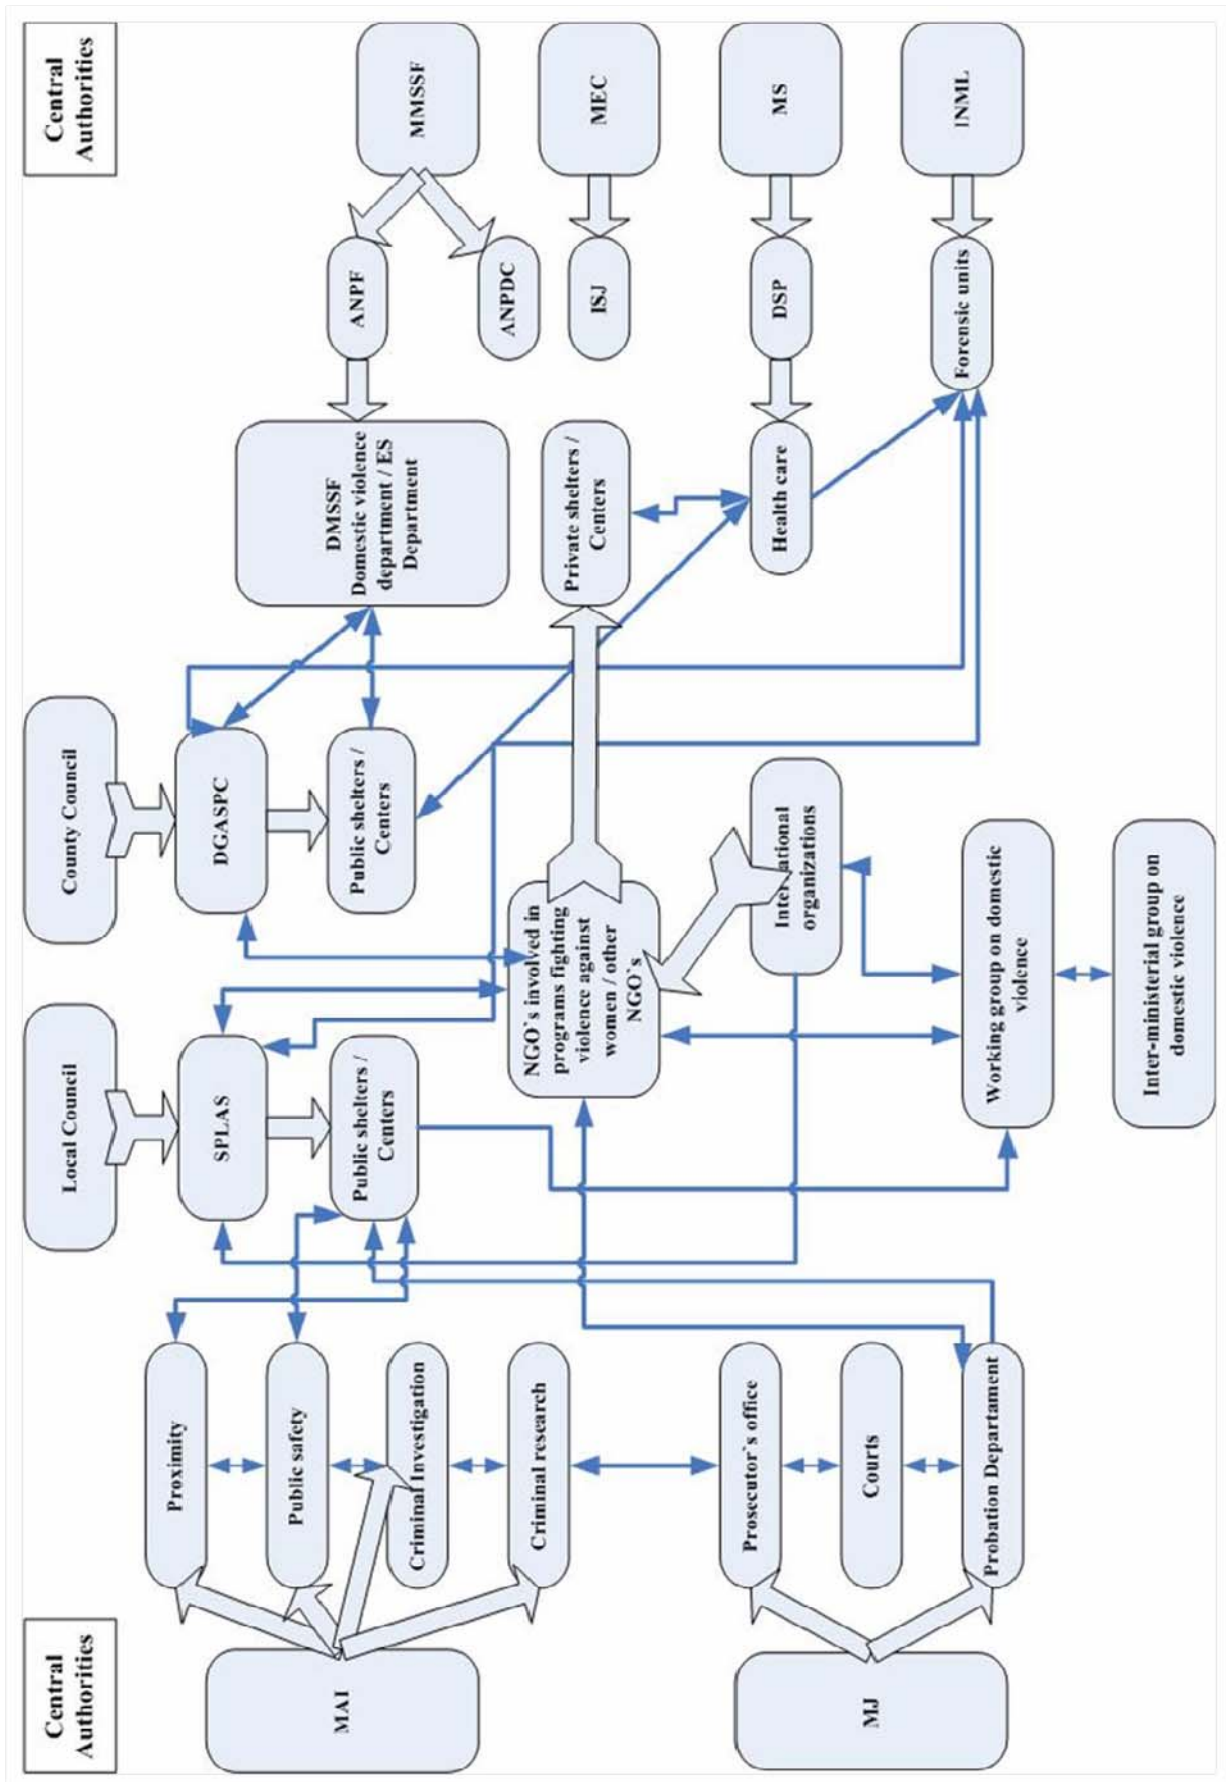 Central
Authorities
Local Council
County Council
Central
Authorities
MAI
Proximity
Public safety
Criminal Investigation
Criminal research
MJ
Prosecutor`s office
Courts
Probation Departament
SPLAS
Public shelters /
Centers
DGASPC
Public shelters /
Centers
NGO`s involved in
programs fighting
violence against
women / other
NGO`s
International
organizations
Working group on domestic
violence
Inter-ministerial group on
domestic violence
DMSSF
Domestic violence
department / ES
Department
Private shelters /
Centers
Health care
ANPF
ANPDC
ISJ
DSP
Forensic units
MMSSF
MEC
MS
INML